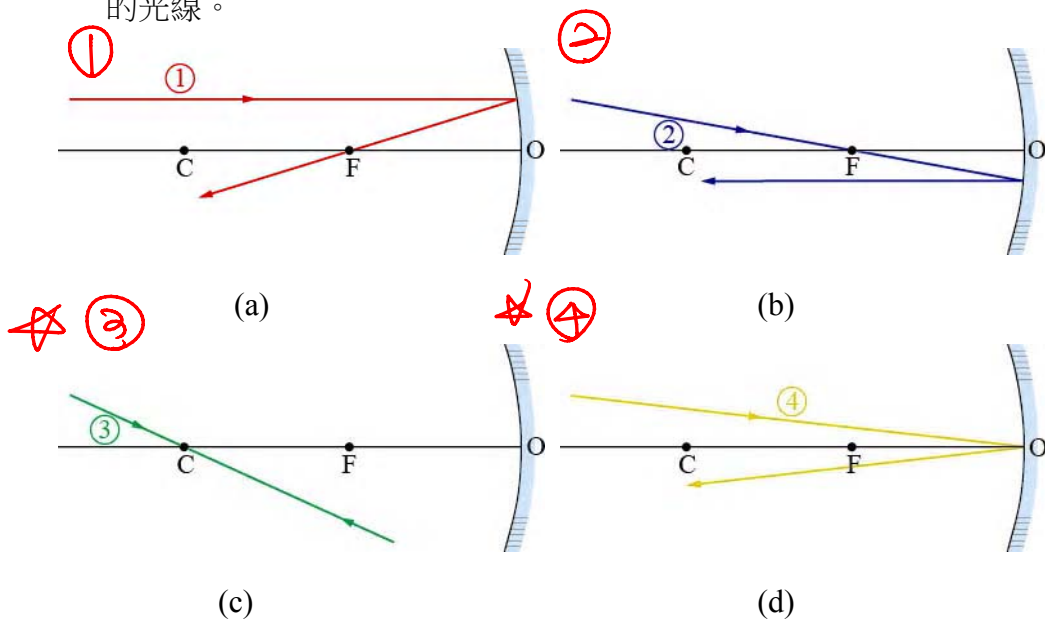 的光線。
① ②
①
C F O
②
C F O
(a) (b)
☆ ③ ☆ ④
③
C F O
④
C F O
(c) (d)